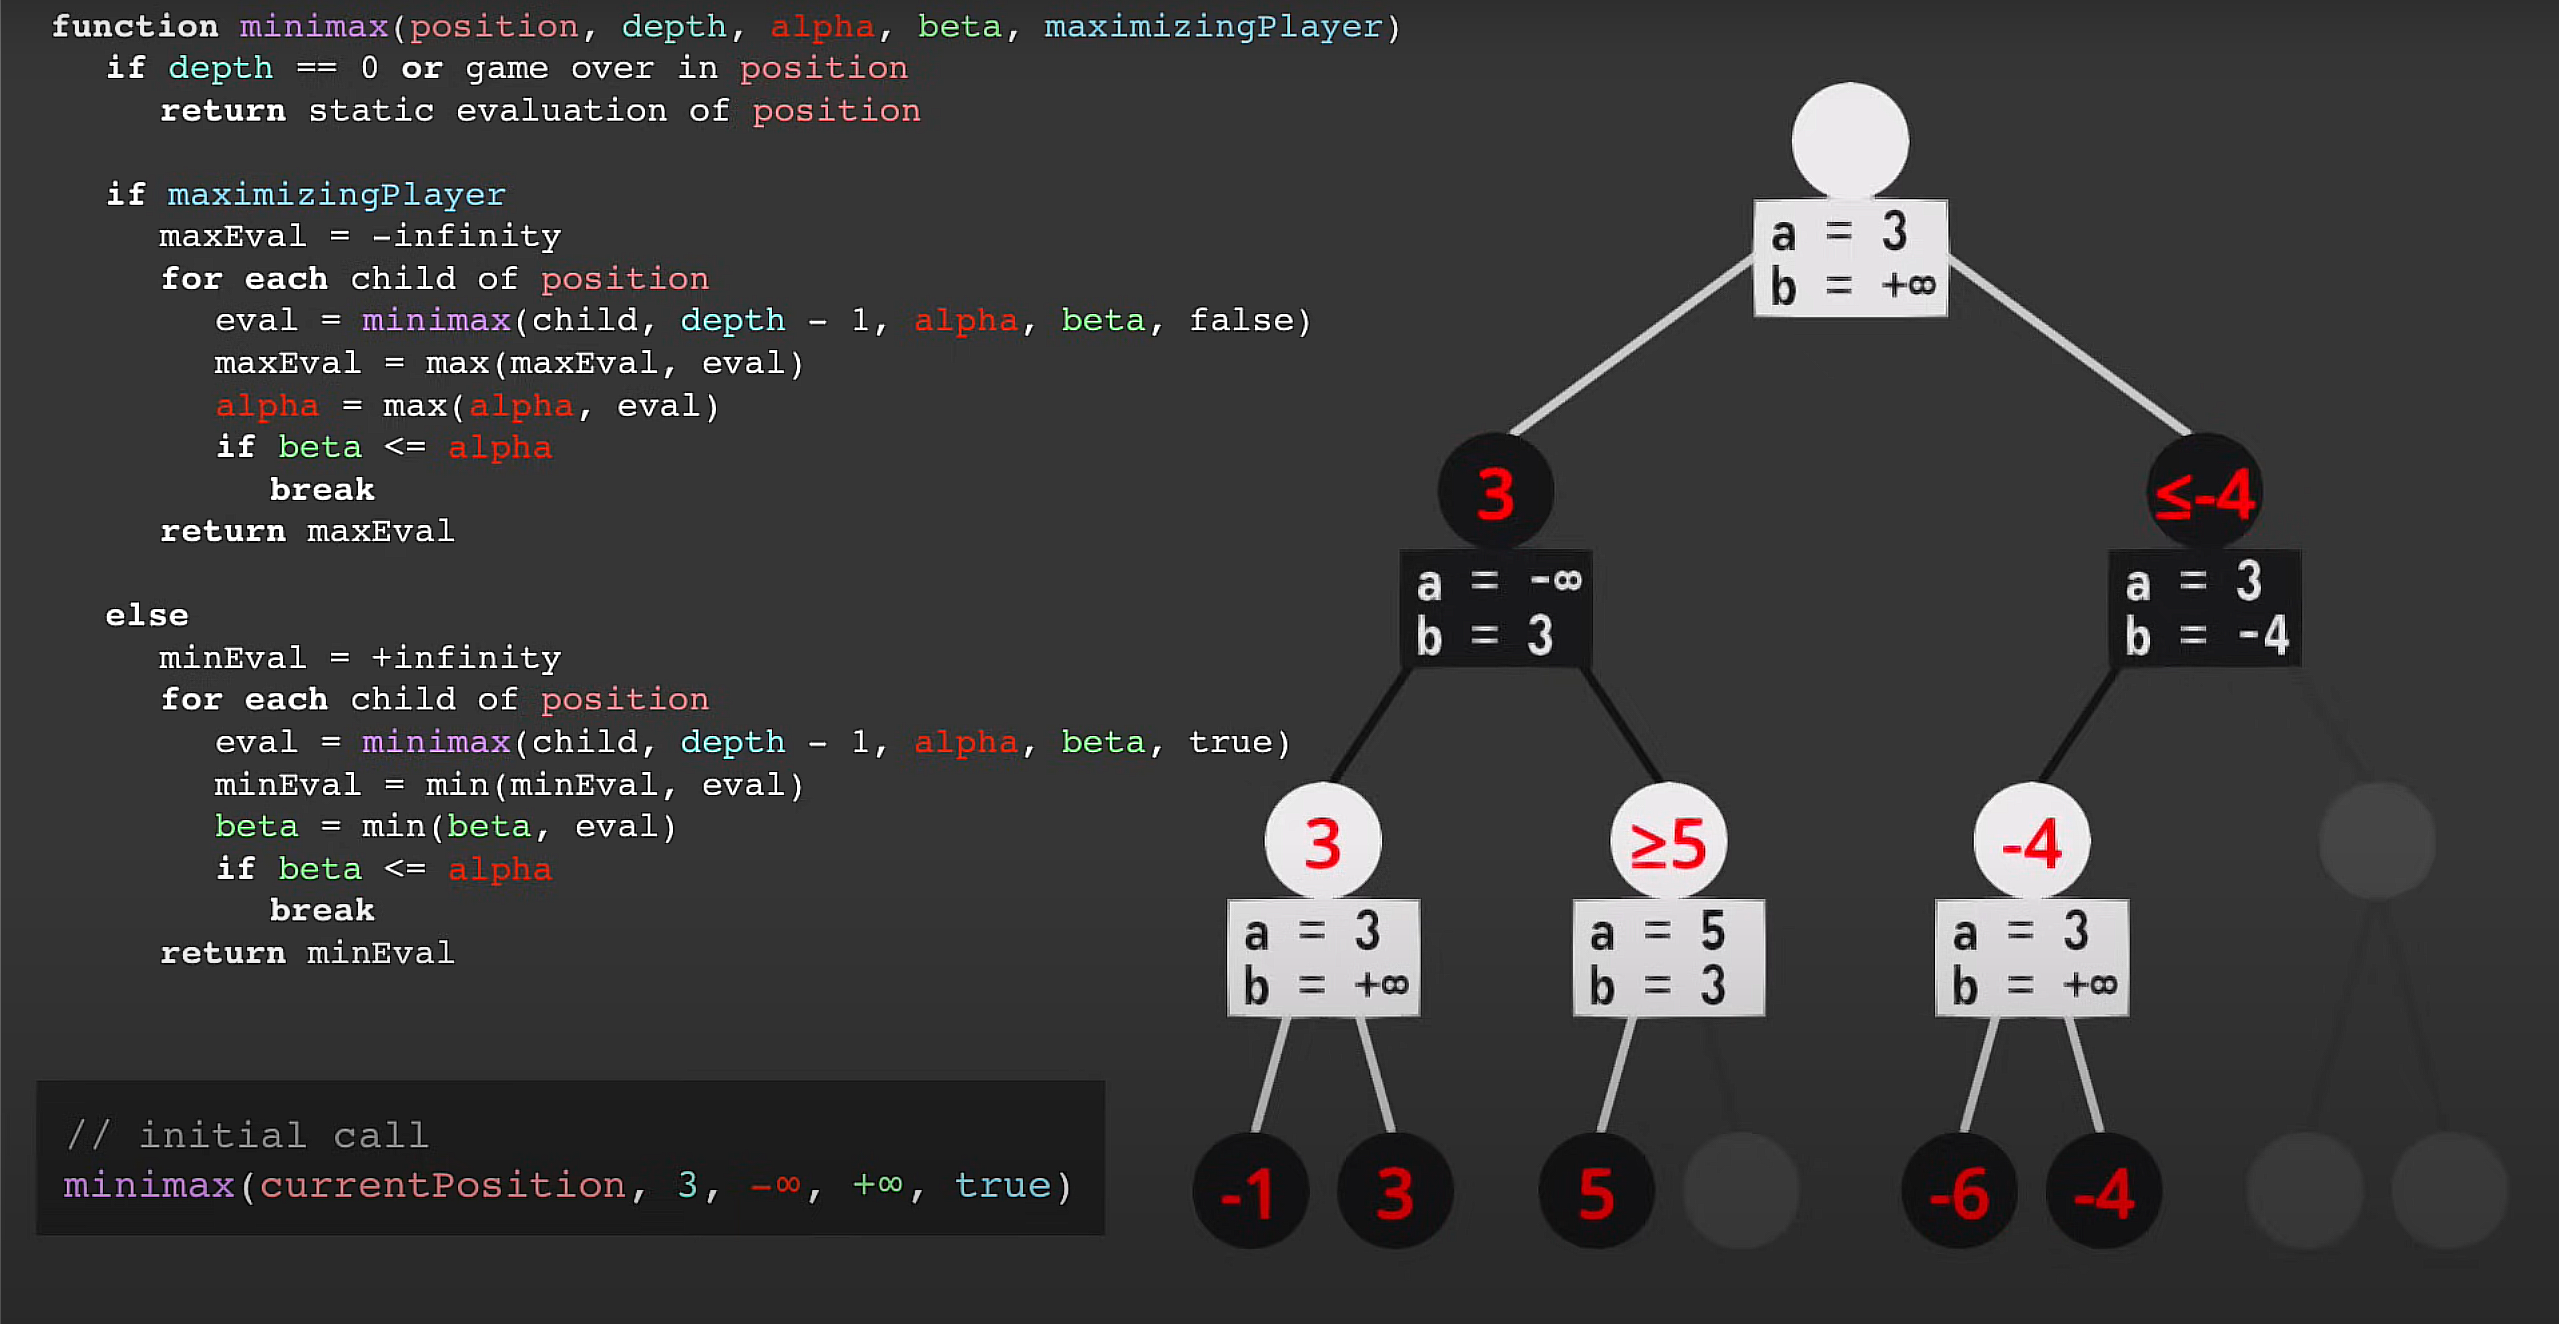 function minimax(position, depth, alpha, beta, maximizingPlayer)
if depth == 0 or game over in position
return static evaluation of position
if maximizingPlayer
maxEval = -infinity
for each child of position
eval = minimax(child, depth - 1, alpha, beta, false)
maxEval = max(maxEval, eval)
alpha = max(alpha, eval)
if beta <= alpha
break
return maxEval
else
minEval = +infinity
for each child of position
eval = minimax(child, depth - 1, alpha, beta, true)
minEval = min(minEval, eval)
beta = min(beta, eval)
if beta <= alpha
break
return minEval
// initial call
minimax(currentPosition, 3, -∞, +∞, true)
a = 3
b = +∞
3
a = -∞
b = 3
≤-4
a = 3
b = -4
3
a = 3
b = +∞
≥5
a = 5
b = 3
-4
a = 3
b = +∞
-1
3
5
-6
-4